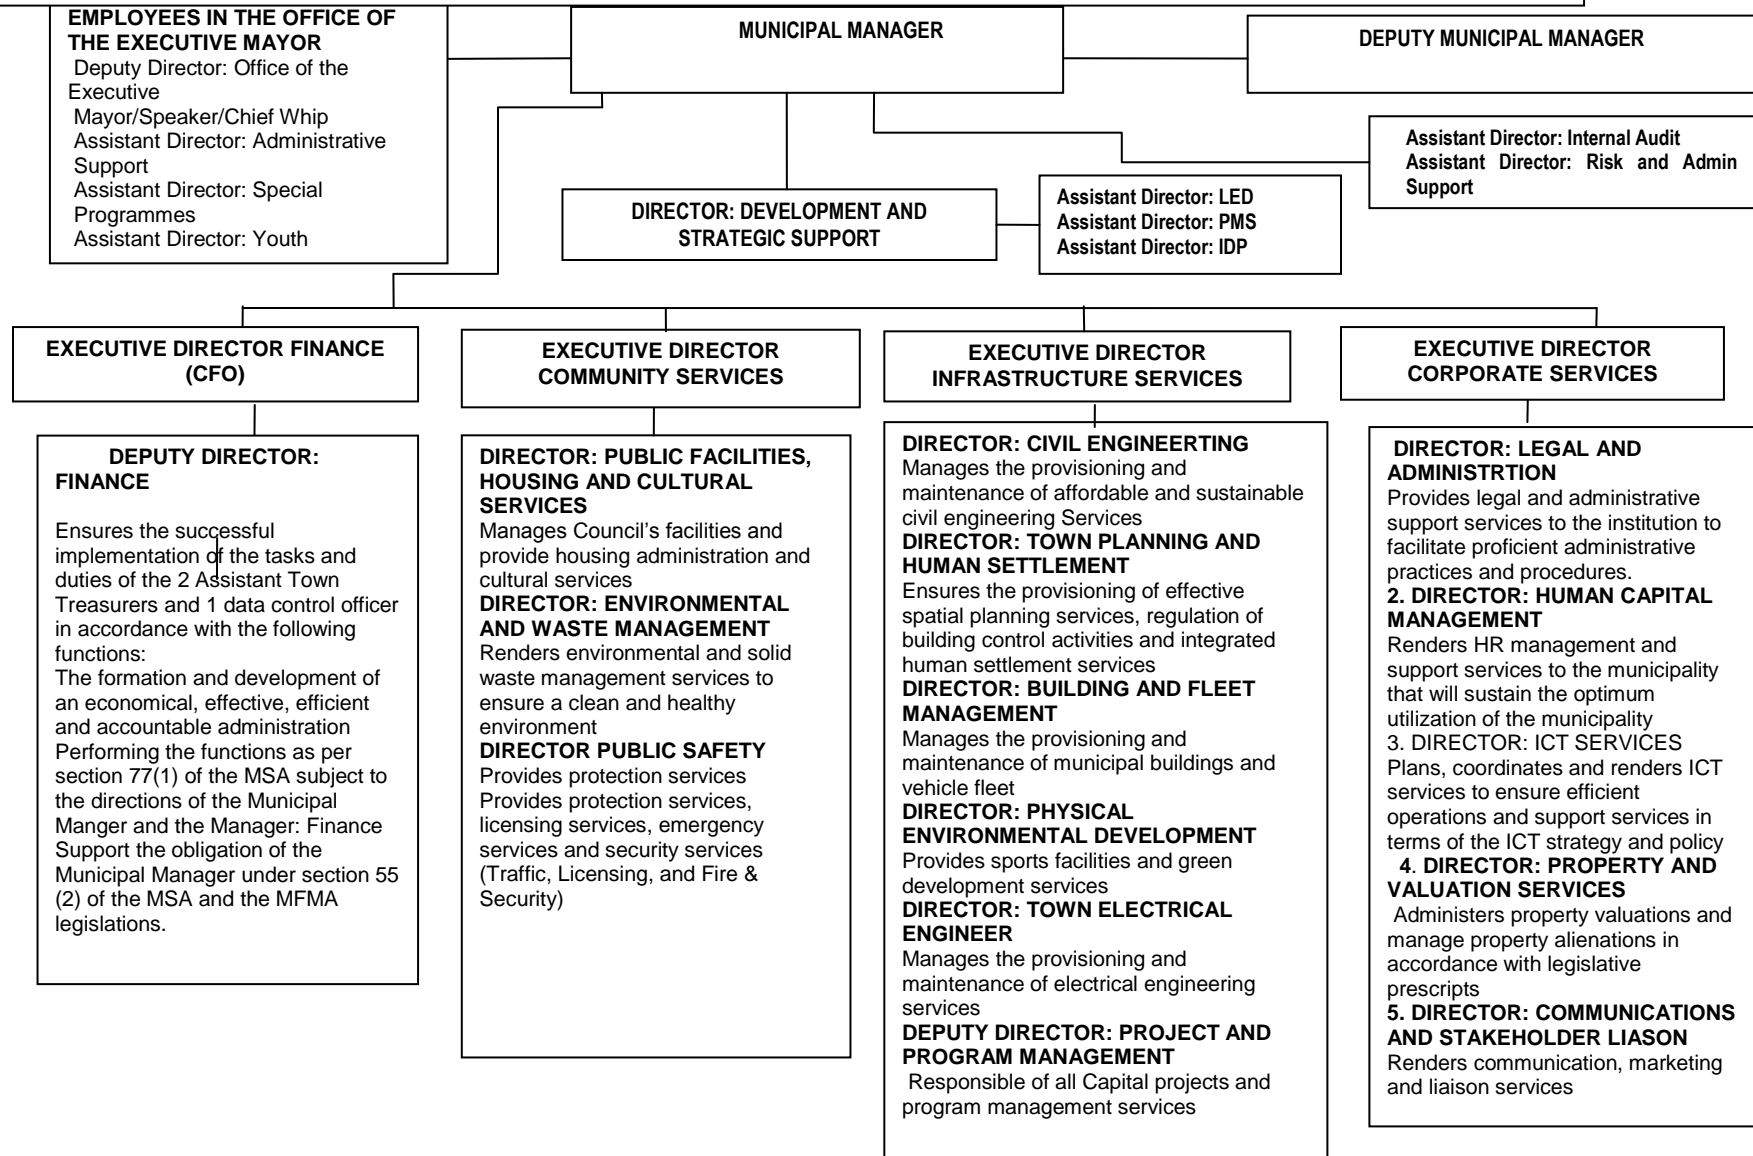 EMPLOYEES IN THE OFFICE OF
THE EXECUTIVE MAYOR
Deputy Director: Office of the
Executive
Mayor/Speaker/Chief Whip
Assistant Director: Administrative
Support
Assistant Director: Special
Programmes
Assistant Director: Youth
MUNICIPAL MANAGER
DEPUTY MUNICIPAL MANAGER
Assistant Director: Internal Audit
Assistant Director: Risk and Admin
Support
DIRECTOR: DEVELOPMENT AND
STRATEGIC SUPPORT
Assistant Director: LED
Assistant Director: PMS
Assistant Director: IDP
EXECUTIVE DIRECTOR FINANCE
(CFO)
EXECUTIVE DIRECTOR
COMMUNITY SERVICES
EXECUTIVE DIRECTOR
INFRASTRUCTURE SERVICES
EXECUTIVE DIRECTOR
CORPORATE SERVICES
DEPUTY DIRECTOR:
FINANCE
Ensures the successful
implementation of the tasks and
duties of the 2 Assistant Town
Treasurers and 1 data control officer
in accordance with the following
functions:
The formation and development of
an economical, effective, efficient
and accountable administration
Performing the functions as per
section 77(1) of the MSA subject to
the directions of the Municipal
Manger and the Manager: Finance
Support the obligation of the
Municipal Manager under section 55
(2) of the MSA and the MFMA
legislations.
DIRECTOR: PUBLIC FACILITIES,
HOUSING AND CULTURAL
SERVICES
Manages Council's facilities and
provide housing administration and
cultural services
DIRECTOR: ENVIRONMENTAL
AND WASTE MANAGEMENT
Renders environmental and solid
waste management services to
ensure a clean and healthy
environment
DIRECTOR PUBLIC SAFETY
Provides protection services
Provides protection services,
licensing services, emergency
services and security services
(Traffic, Licensing, and Fire &
Security)
DIRECTOR: CIVIL ENGINEERTING
Manages the provisioning and
maintenance of affordable and sustainable
civil engineering Services
DIRECTOR: TOWN PLANNING AND
HUMAN SETTLEMENT
Ensures the provisioning of effective
spatial planning services, regulation of
building control activities and integrated
human settlement services
DIRECTOR: BUILDING AND FLEET
MANAGEMENT
Manages the provisioning and
maintenance of municipal buildings and
vehicle fleet
DIRECTOR: PHYSICAL
ENVIRONMENTAL DEVELOPMENT
Provides sports facilities and green
development services
DIRECTOR: TOWN ELECTRICAL
ENGINEER
Manages the provisioning and
maintenance of electrical engineering
services
DEPUTY DIRECTOR: PROJECT AND
PROGRAM MANAGEMENT
Responsible of all Capital projects and
program management services
DIRECTOR: LEGAL AND
ADMINISTRTION
Provides legal and administrative
support services to the institution to
facilitate proficient administrative
practices and procedures.
2. DIRECTOR: HUMAN CAPITAL
MANAGEMENT
Renders HR management and
support services to the municipality
that will sustain the optimum
utilization of the municipality
3. DIRECTOR: ICT SERVICES
Plans, coordinates and renders ICT
services to ensure efficient
operations and support services in
terms of the ICT strategy and policy
4. DIRECTOR: PROPERTY AND
VALUATION SERVICES
Administers property valuations and
manage property alienations in
accordance with legislative
prescripts
5. DIRECTOR: COMMUNICATIONS
AND STAKEHOLDER LIASON
Renders communication, marketing
and liaison services